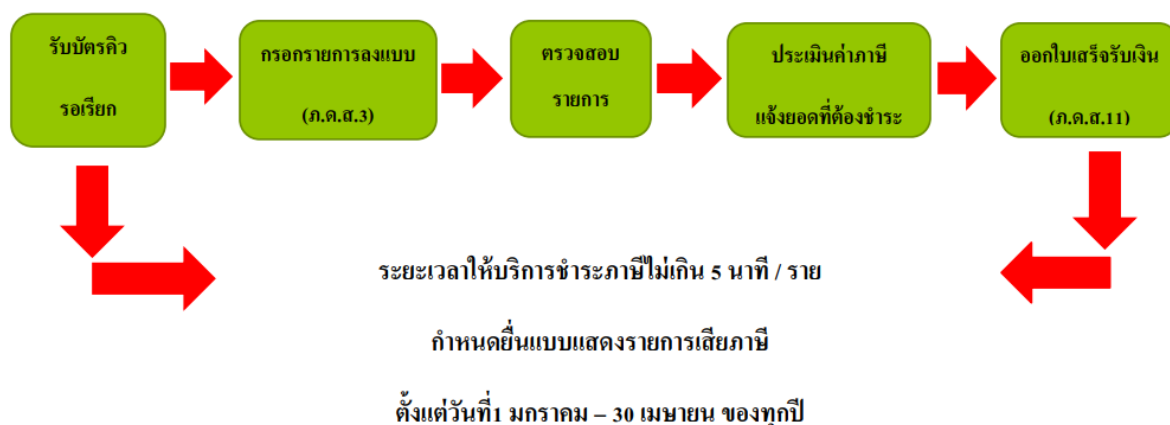 รับบัตรคิว
รอเรียก
กรอกรายการลงแบบ
(ภ.ด.ส.3)
ตรวจสอบ
รายการ
ประเมินค่าภาษี
แจ้งยอดที่ต้องชำระ
ออกใบเสร็จรับเงิน
(ภ.ด.ส.11)
ระยะเวลาให้บริการชำระภาษีไม่เกิน 5 นาที / ราย
กำหนดยื่นแบบแสดงรายการเสียภาษี
ตั้งแต่วันที่1 มกราคม – 30 เมษายน ของทุกปี